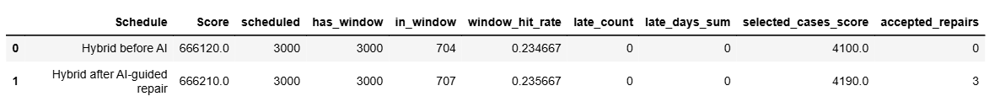 Schedule Score scheduled has_window in_window window_hit_rate late_count late_days_sum selected_cases_score accepted_repairs
0 Hybrid before AI 666120.0 3000 3000 704 0.234667 0 0 4100.0 0
1 Hybrid after AI-guided repair 666210.0 3000 3000 707 0.235667 0 0 4190.0 3